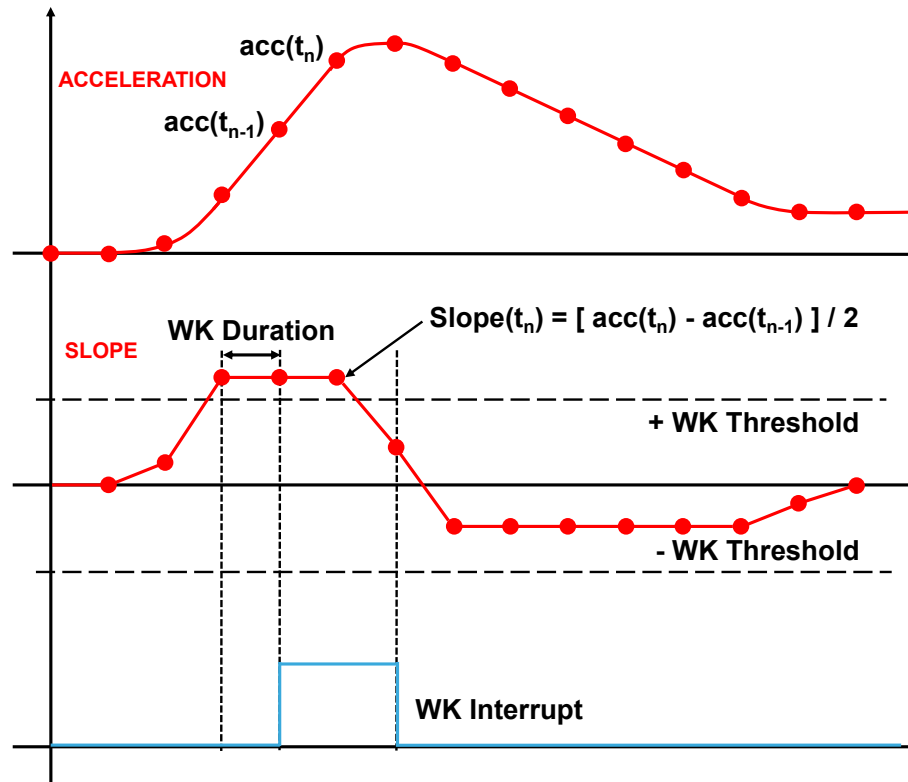 acc(tₙ)
ACCELERATION
acc(tₙ₋₁)
Slope(tₙ) = [ acc(tₙ) - acc(tₙ₋₁) ] / 2
WK Duration
SLOPE
+ WK Threshold
- WK Threshold
WK Interrupt